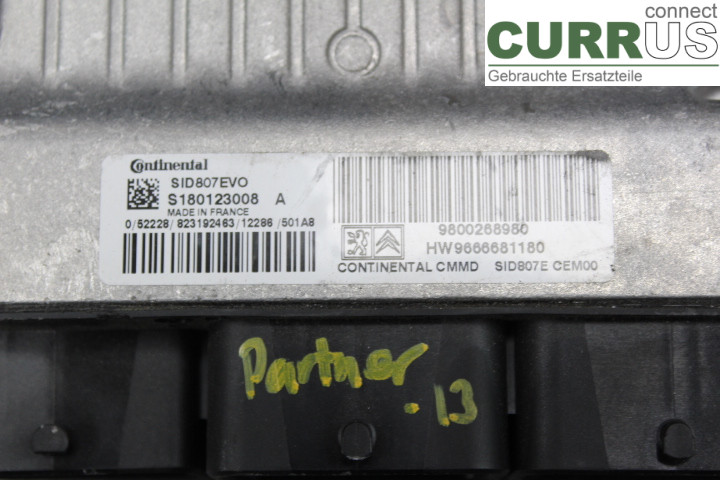 connect
CURRUS
Gebrauchte Ersatzteile
Continental
SID807EVO
S180123008 A
MADE IN FRANCE
0/52228/823192463/12286/501A8
9800268980
HW9666681180
CONTINENTAL CMMD SID807E CEM00
Partner
.13